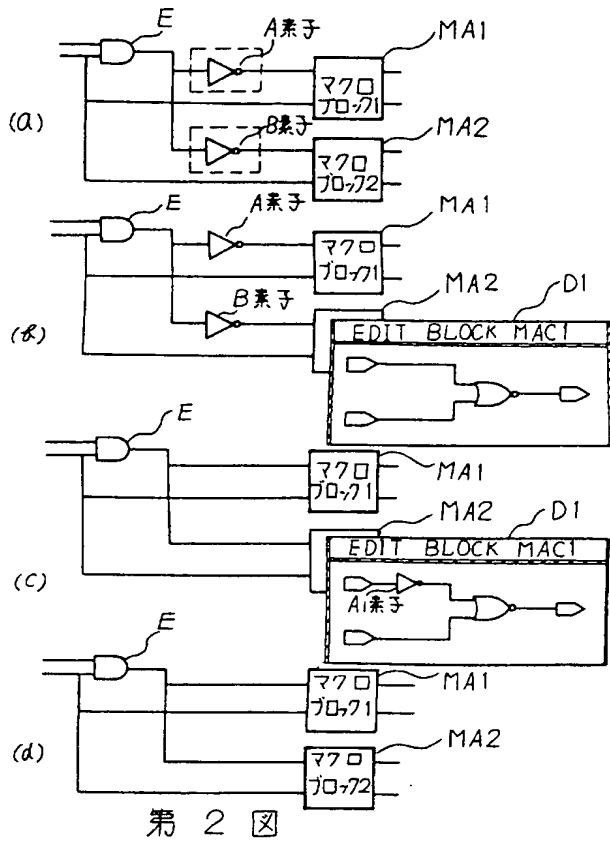 (a)
E
A素子
MA1
マクロ
ブロック1
B素子
MA2
マクロ
ブロック2
(b)
E
A素子
MA1
マクロ
ブロック1
B素子
MA2
D1
EDIT BLOCK MAC1
(c)
E
MA1
マクロ
ブロック1
MA2
D1
EDIT BLOCK MAC1
A1素子
(d)
E
MA1
マクロ
ブロック1
MA2
マクロ
ブロック2
第2図